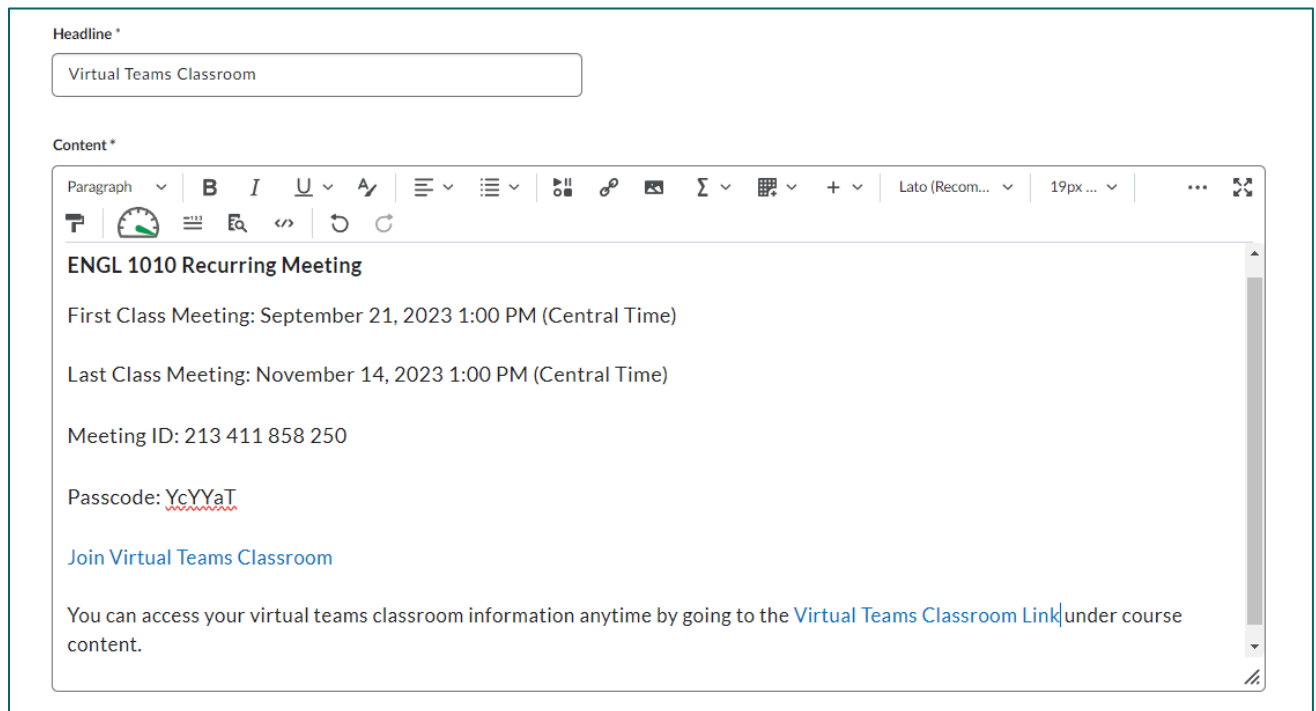 Headline *
Virtual Teams Classroom
Content *
Paragraph B I U A Σ + Lato (Recom... 19px ... ...
</>
ENGL 1010 Recurring Meeting
First Class Meeting: September 21, 2023 1:00 PM (Central Time)
Last Class Meeting: November 14, 2023 1:00 PM (Central Time)
Meeting ID: 213 411 858 250
Passcode: YcYYaT
Join Virtual Teams Classroom
You can access your virtual teams classroom information anytime by going to the Virtual Teams Classroom Link under course
content.